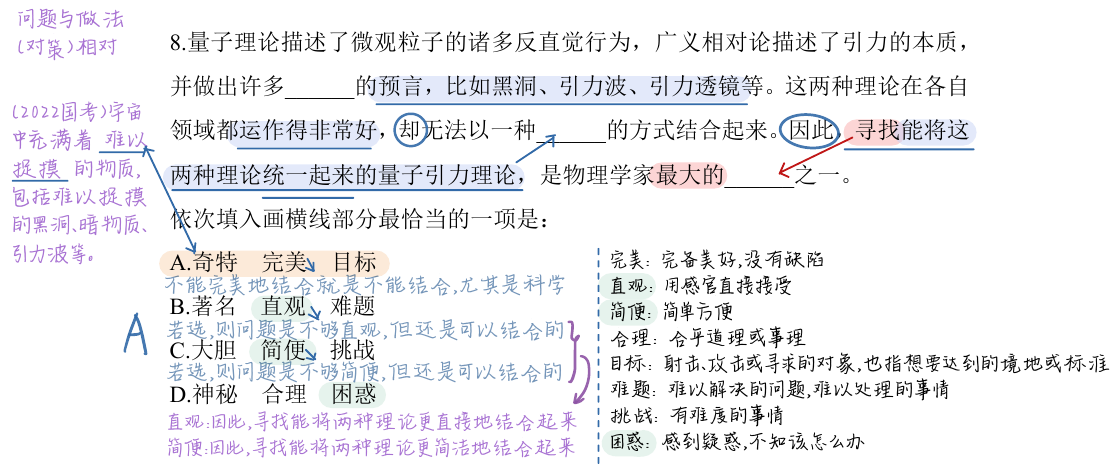 问题与做法
(对策)相对
8.量子理论描述了微观粒子的诸多反直觉行为，广义相对论描述了引力的本质，
并做出许多______的预言，比如黑洞、引力波、引力透镜等。这两种理论在各自
领域都运作得非常好，却无法以一种______的方式结合起来。因此，寻找能将这
两种理论统一起来的量子引力理论，是物理学家最大的______之一。
依次填入画横线部分最恰当的一项是：
(2022国考)宇宙
中充满着 难以
捉摸 的物质,
包括难以捉摸
的黑洞、暗物质、
引力波等。
A.奇特 完美 目标
不能完美地结合就是不能结合,尤其是科学
B.著名 直观 难题
若选,则问题是不够直观,但还是可以结合的
C.大胆 简便 挑战
若选,则问题是不够简便,但还是可以结合的
D.神秘 合理 困惑
直观:因此,寻找能将两种理论更直接地结合起来
简便:因此,寻找能将两种理论更简洁地结合起来
A
完美: 完备美好,没有缺陷
直观: 用感官直接接受
简便: 简单方便
合理: 合乎道理或事理
目标: 射击、攻击或寻求的对象,也指想要达到的境地或标准
难题: 难以解决的问题,难以处理的事情
挑战: 有难度的事情
困惑: 感到疑惑,不知该怎么办